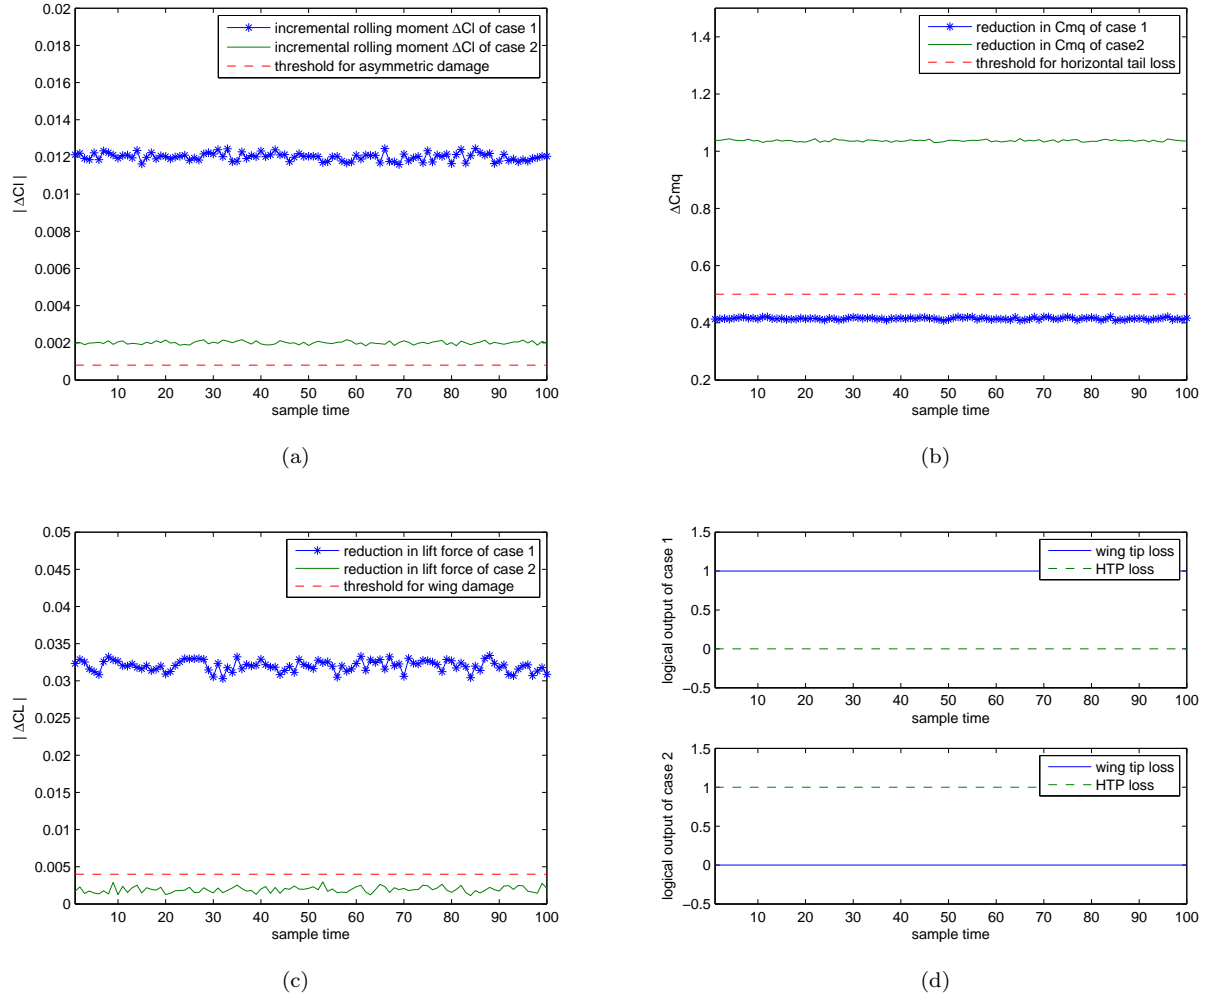 0.02
0.018
0.016
0.014
0.012
0.01
0.008
0.006
0.004
0.002
0
| ΔCl |
incremental rolling moment ΔCl of case 1
incremental rolling moment ΔCl of case 2
threshold for asymmetric damage
10 20 30 40 50 60 70 80 90 100
sample time
(a)
1.4
1.2
1
0.8
0.6
0.4
0.2
ΔCmq
reduction in Cmq of case 1
reduction in Cmq of case2
threshold for horizontal tail loss
10 20 30 40 50 60 70 80 90 100
sample time
(b)
0.05
0.045
0.04
0.035
0.03
0.025
0.02
0.015
0.01
0.005
0
| ΔCL |
reduction in lift force of case 1
reduction in lift force of case 2
threshold for wing damage
10 20 30 40 50 60 70 80 90 100
sample time
(c)
1.5
1
0.5
0
−0.5
logical output of case 1
wing tip loss
HTP loss
10 20 30 40 50 60 70 80 90 100
sample time
1.5
1
0.5
0
−0.5
logical output of case 2
wing tip loss
HTP loss
10 20 30 40 50 60 70 80 90 100
sample time
(d)